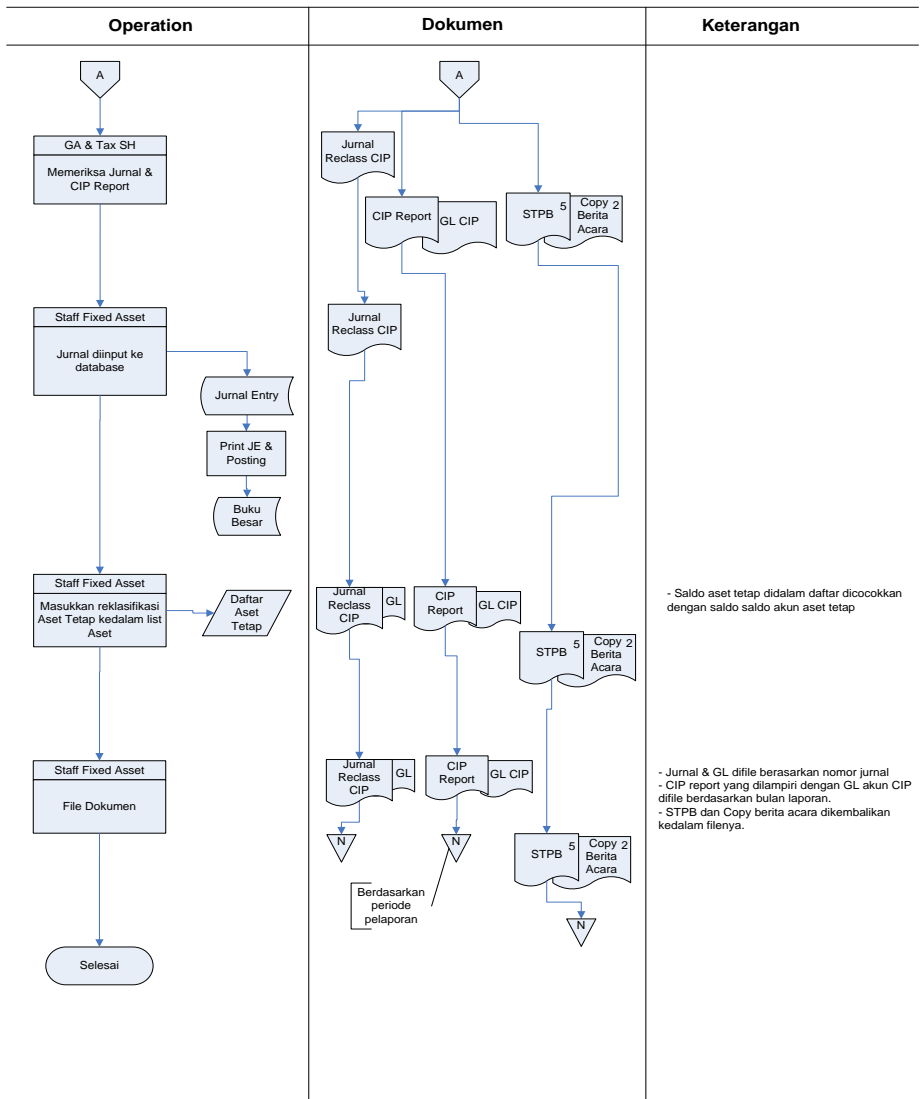 Operation
Dokumen
Keterangan
A
GA & Tax SH
Memeriksa Jurnal &
CIP Report
Staff Fixed Asset
Jurnal diinput ke
database
Jurnal Entry
Print JE &
Posting
Buku
Besar
Staff Fixed Asset
Masukkan reklasifikasi
Aset Tetap kedalam list
Aset
Daftar
Aset
Tetap
Staff Fixed Asset
File Dokumen
Selesai
A
Jurnal
Reclass CIP
CIP Report
GL CIP
STPB
5
Copy 2
Berita
Acara
Jurnal
Reclass CIP
Jurnal
Reclass
CIP
GL
CIP
Report
GL CIP
STPB
5
Copy 2
Berita
Acara
Jurnal
Reclass
CIP
GL
CIP
Report
GL CIP
N
N
STPB
5
Copy 2
Berita
Acara
Berdasarkan
periode
pelaporan
N
- Saldo aset tetap didalam daftar dicocokkan
dengan saldo saldo akun aset tetap
- Jurnal & GL difile berasarkan nomor jurnal
- CIP report yang dilampiri dengan GL akun CIP
difile berdasarkan bulan laporan.
- STPB dan Copy berita acara dikembalikan
kedalam filenya.